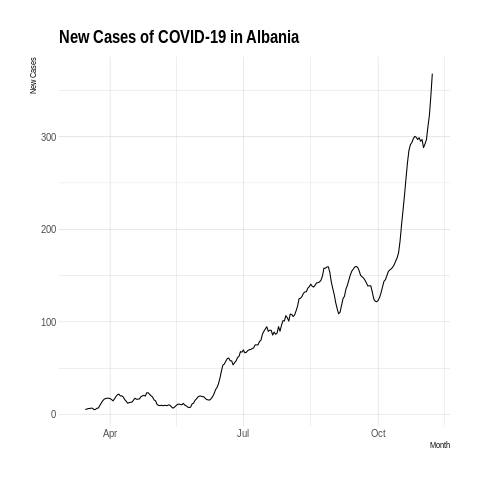 New Cases of COVID-19 in Albania
New Cases
300
200
100
0
Apr
Jul
Oct
Month